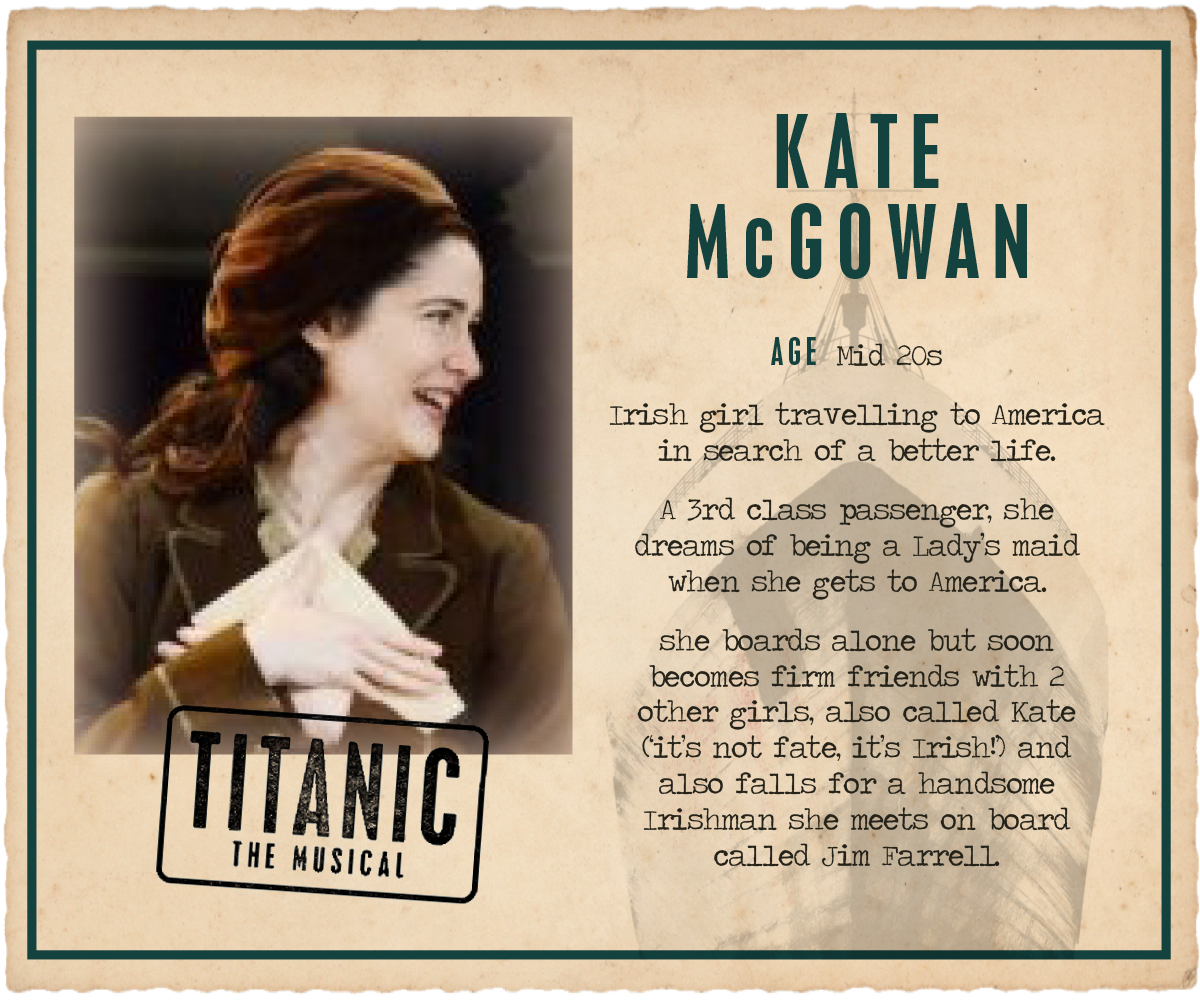 KATE
McGOWAN
AGE Mid 20s
Irish girl travelling to America
in search of a better life.
A 3rd class passenger, she
dreams of being a Lady's maid
when she gets to America.
she boards alone but soon
becomes firm friends with 2
other girls, also called Kate
('it's not fate, it's Irish!') and
also falls for a handsome
Irishman she meets on board
called Jim Farrell.
TITANIC
THE MUSICAL